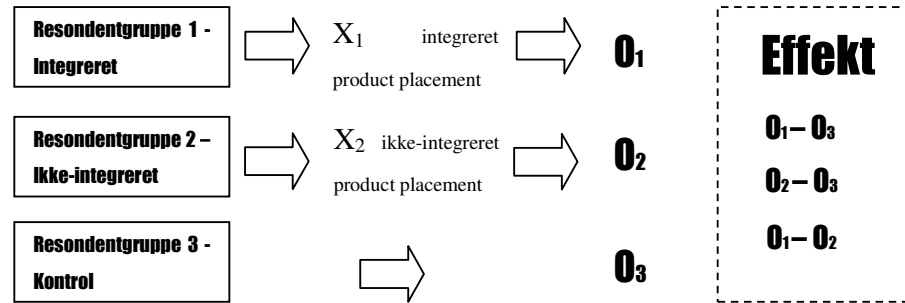 Resondentgruppe 1 -
Integreret
X1 integreret
product placement
O1
Resondentgruppe 2 –
Ikke-integreret
X2 ikke-integreret
product placement
O2
Resondentgruppe 3 -
Kontrol
O3
Effekt
O1 – O3
O2 – O3
O1 – O2